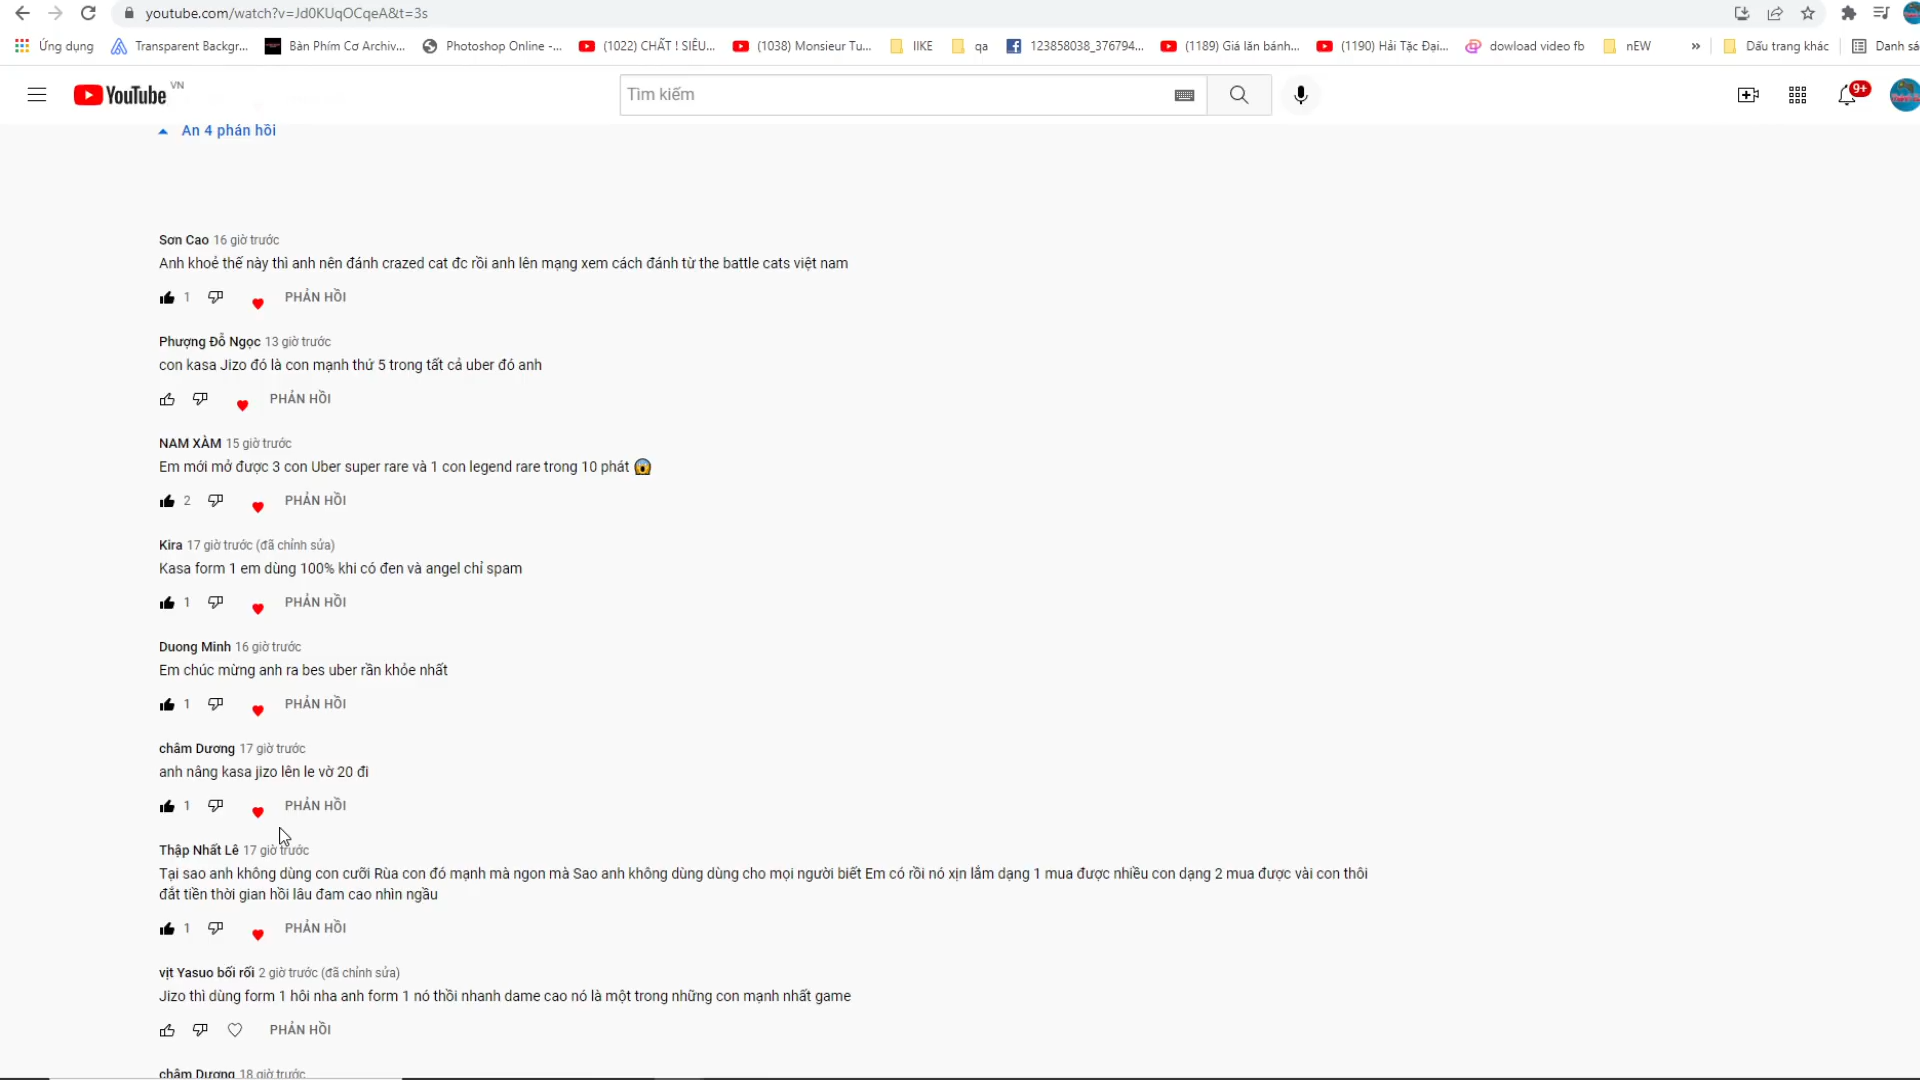 youtube.com/watch?v=Jd0KUqOCqeA&t=3s
Ứng dụng Transparent Backgr... Bàn Phím Cơ Archiv... Photoshop Online -... (1022) CHẤT ! SIÊU... (1038) Monsieur Tu... IIKE qa 123858038_376794... (1189) Giá lăn bánh... (1190) Hải Tặc Đại... dowload video fb nEW » Dấu trang khác Danh sá
YouTube VN Tìm kiếm 9+
Ẩn 4 phản hồi
Sơn Cao 16 giờ trước
Anh khoẻ thế này thì anh nên đánh crazed cat đc rồi anh lên mạng xem cách đánh từ the battle cats việt nam
1 PHẢN HỒI
Phượng Đỗ Ngọc 13 giờ trước
con kasa Jizo đó là con mạnh thứ 5 trong tất cả uber đó anh
PHẢN HỒI
NAM XÀM 15 giờ trước
Em mới mở được 3 con Uber super rare và 1 con legend rare trong 10 phát 😱
2 PHẢN HỒI
Kira 17 giờ trước (đã chỉnh sửa)
Kasa form 1 em dùng 100% khi có đen và angel chỉ spam
1 PHẢN HỒI
Duong Minh 16 giờ trước
Em chúc mừng anh ra bes uber rần khỏe nhất
1 PHẢN HỒI
châm Dương 17 giờ trước
anh nâng kasa jizo lên le vờ 20 đi
1 PHẢN HỒI
Thập Nhất Lê 17 giờ trước
Tại sao anh không dùng con cưỡi Rùa con đó mạnh mà ngon mà Sao anh không dùng dùng cho mọi người biết Em có rồi nó xịn lắm dạng 1 mua được nhiều con dạng 2 mua được vài con thôi
đắt tiền thời gian hồi lâu đam cao nhìn ngầu
1 PHẢN HỒI
vịt Yasuo bối rối 2 giờ trước (đã chỉnh sửa)
Jizo thì dùng form 1 hôi nha anh form 1 nó thồi nhanh dame cao nó là một trong những con mạnh nhất game
PHẢN HỒI
châm Dương 18 giờ trước